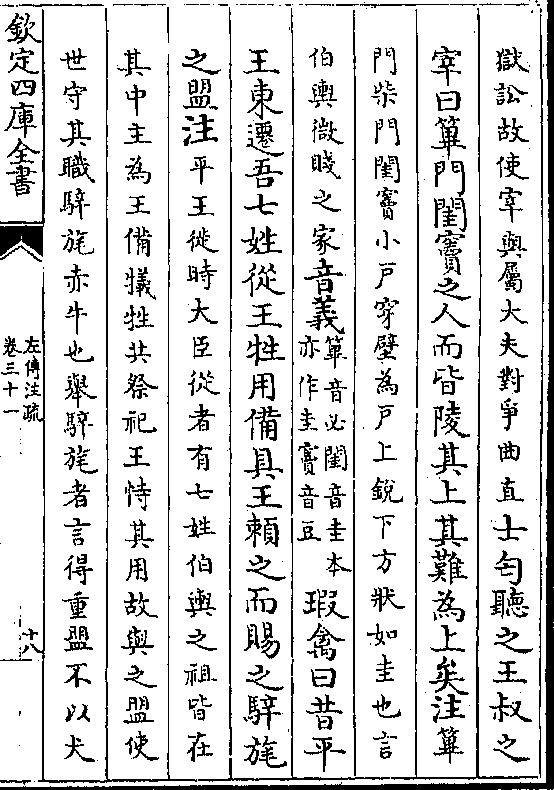 獄訟故使宰與屬大夫對爭曲直士匄聽之王叔之
宰曰篳門閨竇之人而皆陵其上其難為上矣注篳
門柴門閨竇小戶穿壁為戶上銳下方狀如圭也言
伯輿微賤之家音義篳音必閨音圭本亦作圭竇音豆瑕禽曰昔平
王東遷吾七姓從王牲用備具王賴之而賜之騂旄
之盟注平王徙時大臣從者有七姓伯輿之祖皆在
其中主為王備犧牲共祭祀王恃其用故與之盟使
世守其職騂旄赤牛也舉騂旄者言得重盟不以犬
欽定四庫全書
左傳注疏
卷三十一
十八